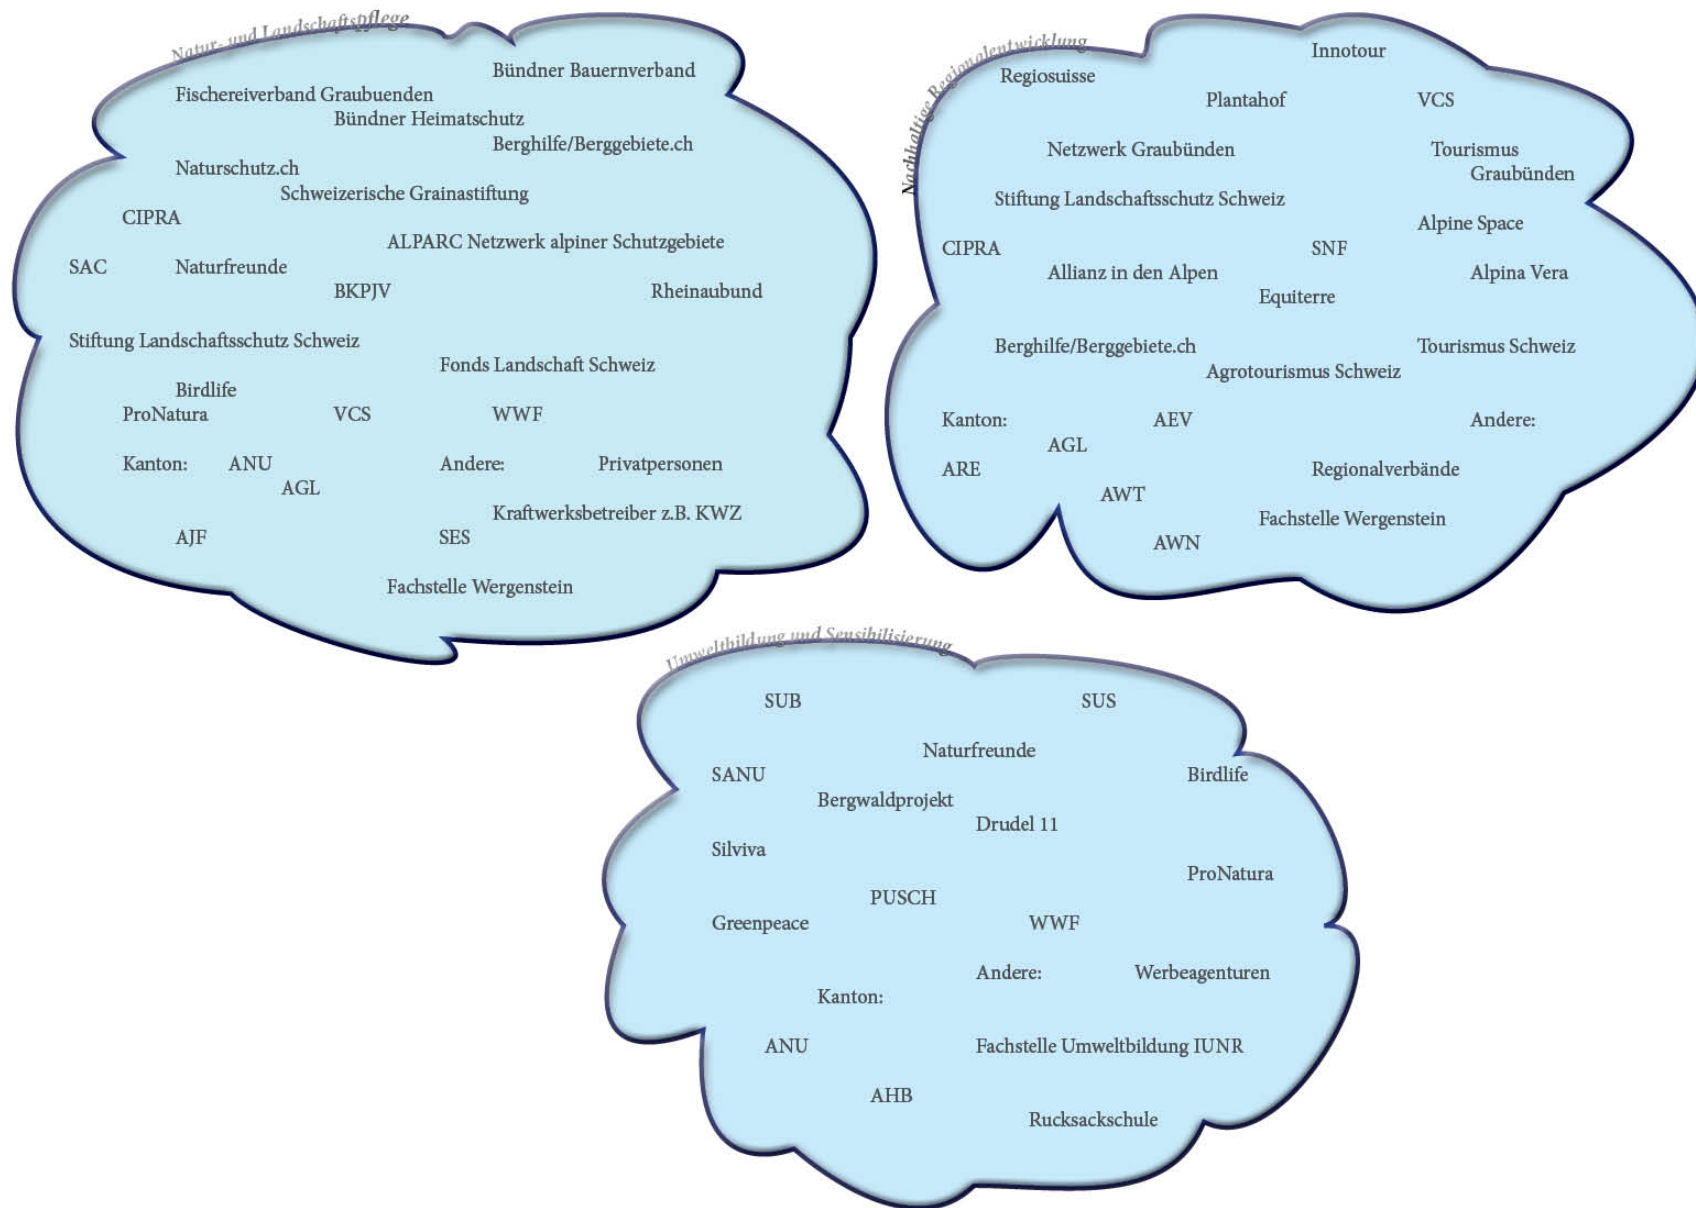 Natur- und Landschaftspflege
Bündner Bauernverband
Fischereiverband Graubuenden
Bündner Heimatschutz
Berghilfe/Berggebiete.ch
Naturschutz.ch
Schweizerische Grainastiftung
CIPRA
ALPARC Netzwerk alpiner Schutzgebiete
SAC
Naturfreunde
BKPJV
Rheinaubund
Stiftung Landschaftsschutz Schweiz
Fonds Landschaft Schweiz
Birdlife
ProNatura
VCS
WWF
Kanton:
ANU
Andere:
Privatpersonen
AGL
Kraftwerksbetreiber z.B. KWZ
AJF
SES
Fachstelle Wergenstein
Nachhaltige Regionalentwicklung
Innotour
Regiosuisse
Plantahof
VCS
Netzwerk Graubünden
Tourismus
Graubünden
Stiftung Landschaftsschutz Schweiz
Alpine Space
CIPRA
SNF
Allianz in den Alpen
Alpina Vera
Equiterre
Berghilfe/Berggebiete.ch
Tourismus Schweiz
Agrotourismus Schweiz
Kanton:
AEV
Andere:
AGL
ARE
Regionalverbände
AWT
Fachstelle Wergenstein
AWN
Umweltbildung und Sensibilisierung
SUB
SUS
Naturfreunde
SANU
Birdlife
Bergwaldprojekt
Drudel 11
Silviva
ProNatura
PUSCH
Greenpeace
WWF
Andere:
Werbeagenturen
Kanton:
ANU
Fachstelle Umweltbildung IUNR
AHB
Rucksackschule